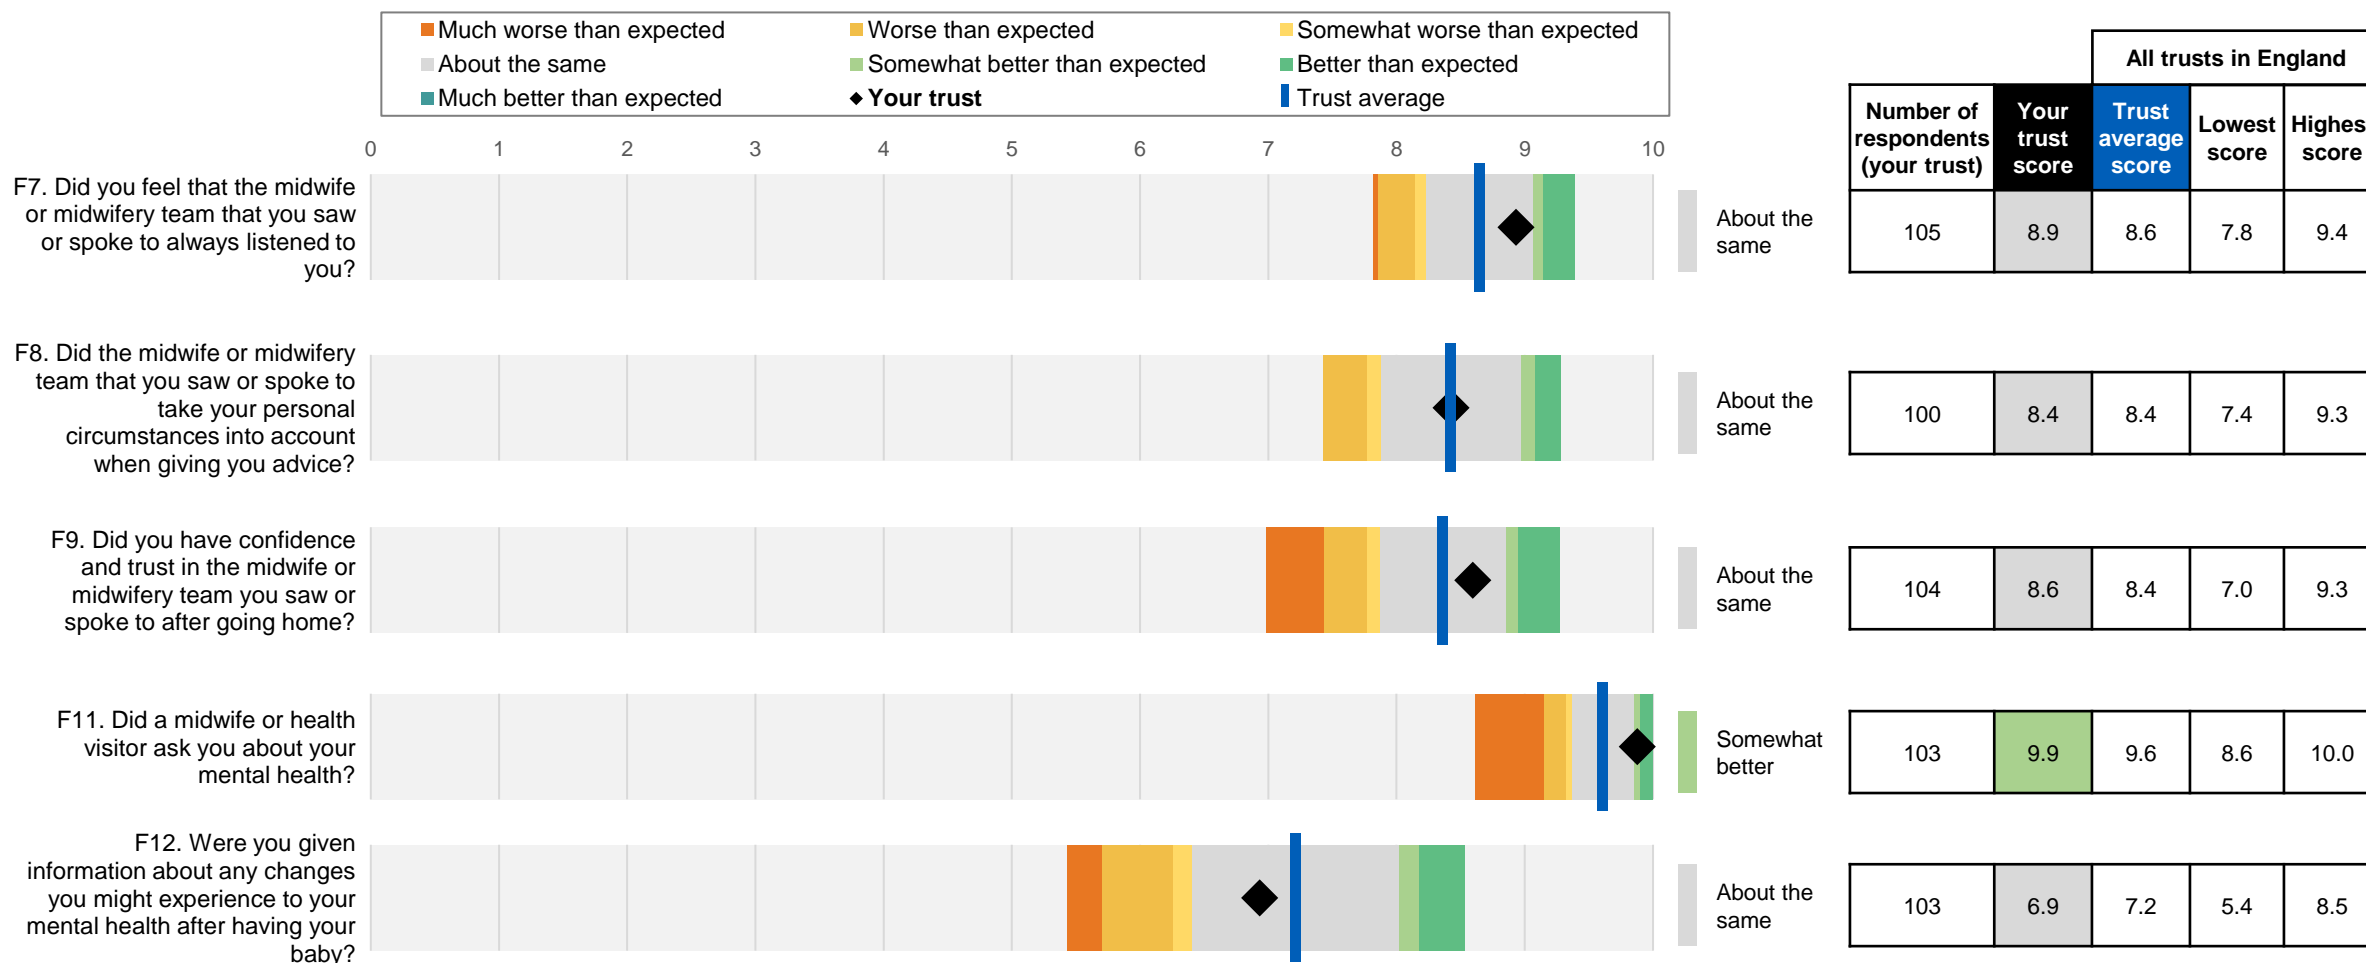 Much worse than expected
Worse than expected
Somewhat worse than expected
About the same
Somewhat better than expected
Better than expected
Much better than expected
Your trust
Trust average
All trusts in England
Number of
respondents
(your trust)
Your
trust
score
Trust
average
score
Lowest
score
Highes
score
0 1 2 3 4 5 6 7 8 9 10
F7. Did you feel that the midwife
or midwifery team that you saw
or spoke to always listened to
you?
About the
same
105 8.9 8.6 7.8 9.4
F8. Did the midwife or midwifery
team that you saw or spoke to
take your personal
circumstances into account
when giving you advice?
About the
same
100 8.4 8.4 7.4 9.3
F9. Did you have confidence
and trust in the midwife or
midwifery team you saw or
spoke to after going home?
About the
same
104 8.6 8.4 7.0 9.3
F11. Did a midwife or health
visitor ask you about your
mental health?
Somewhat
better
103 9.9 9.6 8.6 10.0
F12. Were you given
information about any changes
you might experience to your
mental health after having your
baby?
About the
same
103 6.9 7.2 5.4 8.5